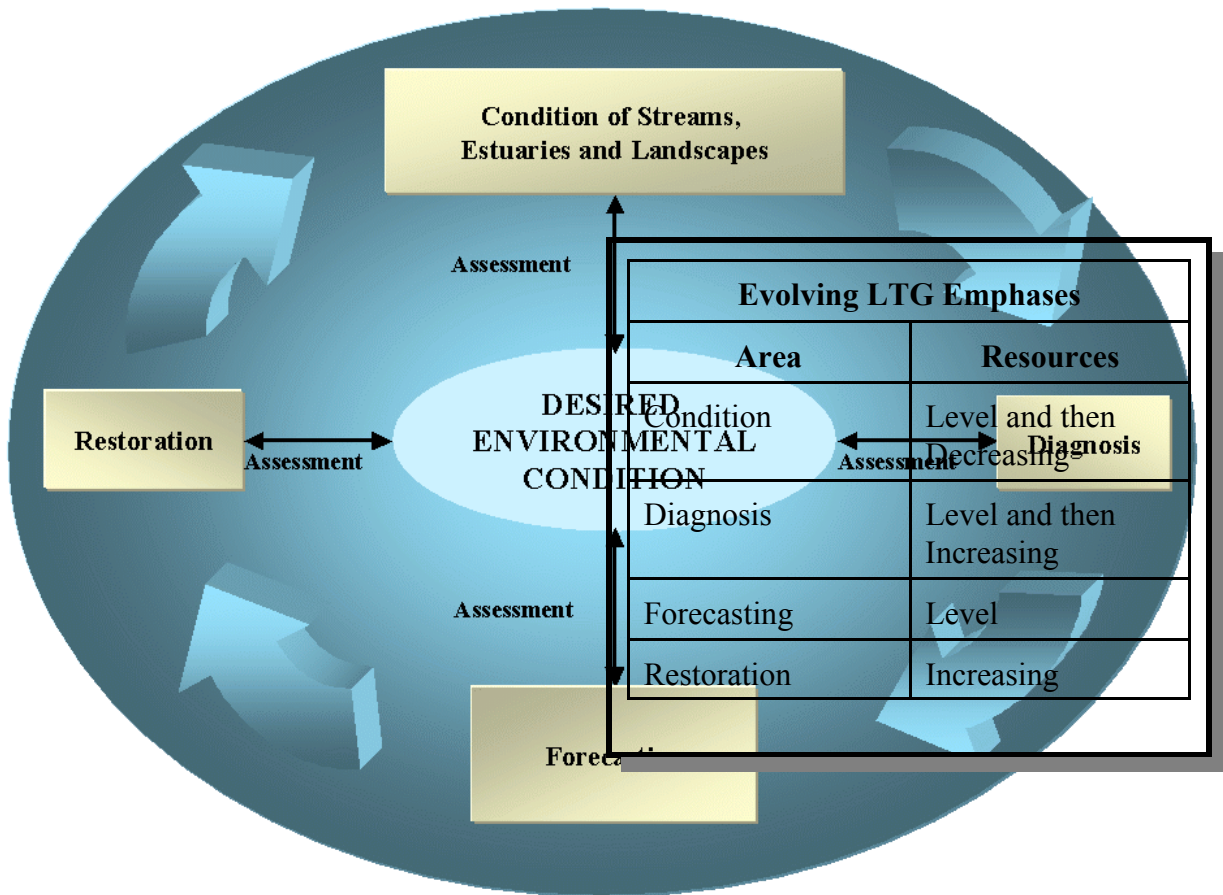 Condition of Streams,
Estuaries and Landscapes
Assessment
Evolving LTG Emphases
Area Resources
Condition Level and then
Decreasing
Diagnosis Level and then
Increasing
Forecasting Level
Restoration Increasing
Restoration
Assessment
DESIRED
ENVIRONMENTAL
CONDITION
Assessment
Diagnosis
Assessment